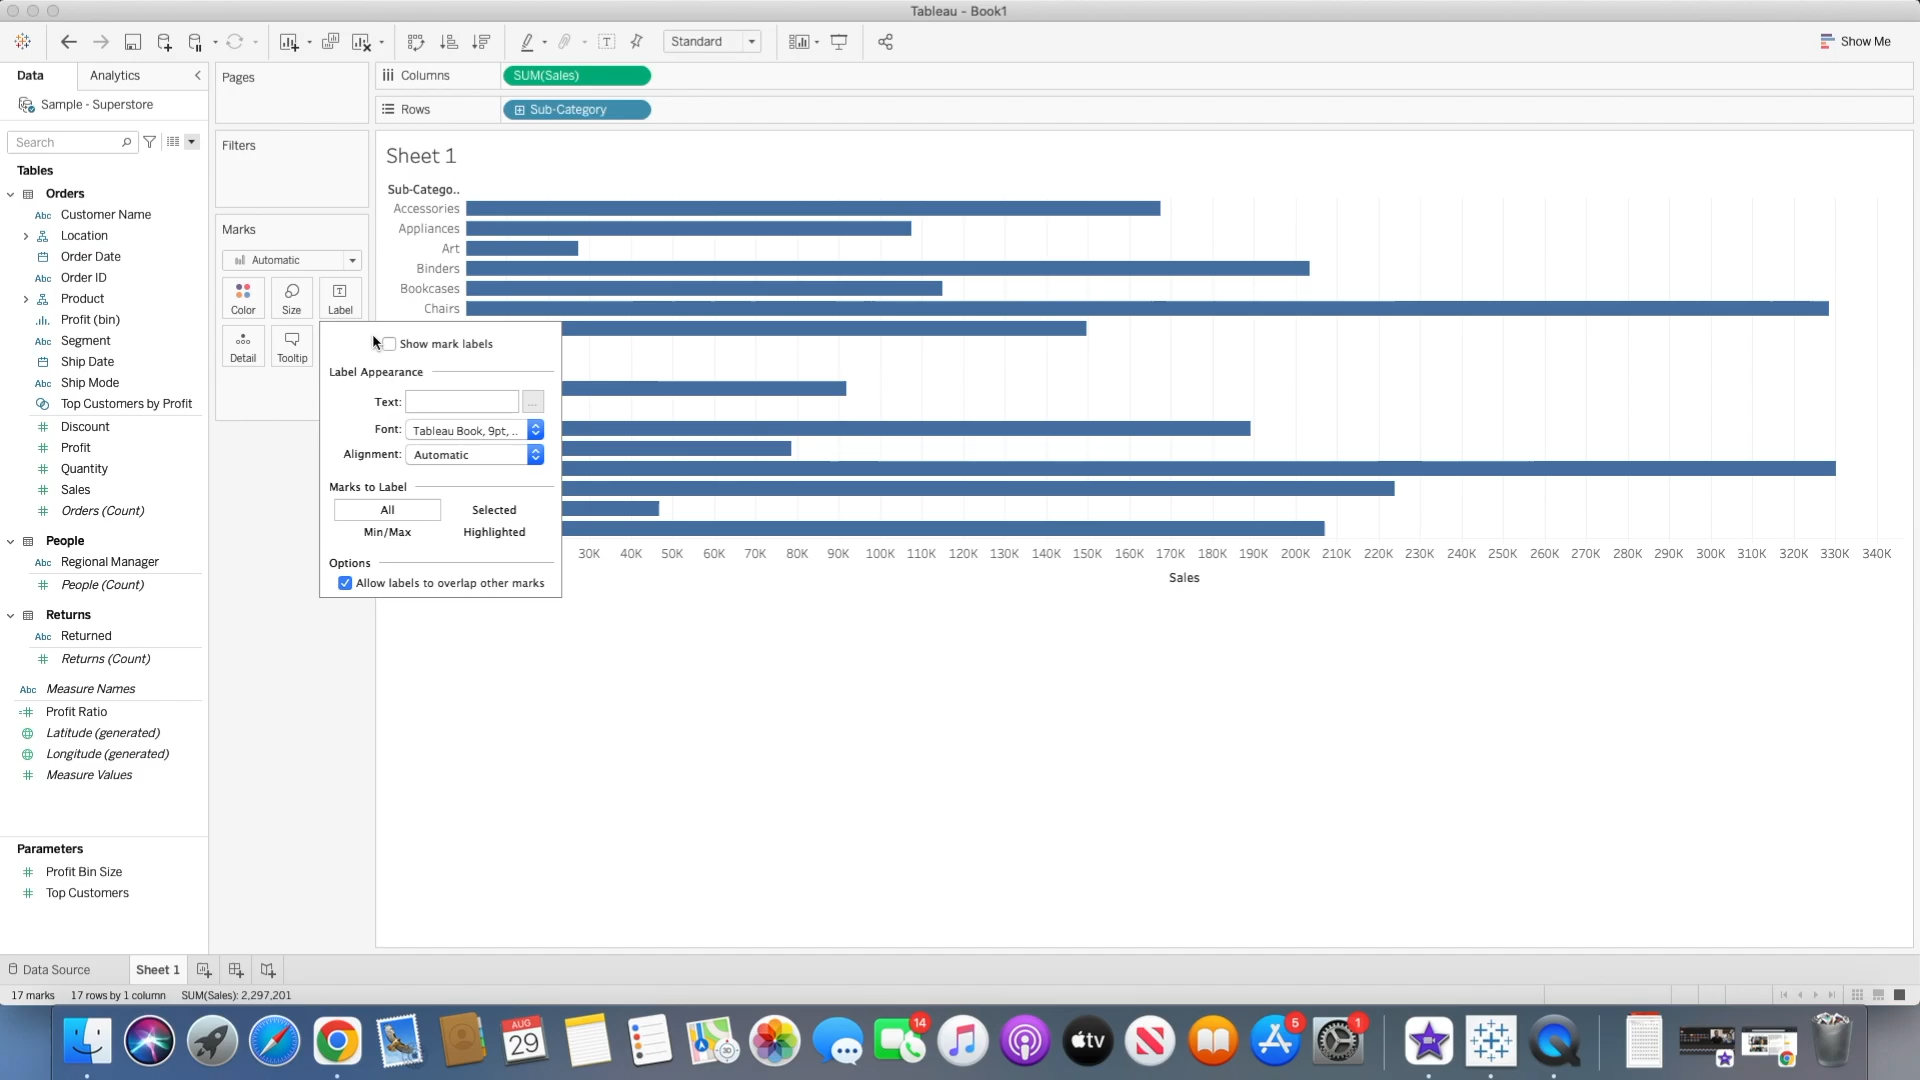 Tableau - Book1
Standard
Show Me
Data
Analytics
Pages
Columns
SUM(Sales)
Sample - Superstore
Rows
Sub-Category
Search
Filters
Sheet 1
Tables
Orders
Customer Name
Location
Order Date
Order ID
Product
Profit (bin)
Segment
Ship Date
Ship Mode
Top Customers by Profit
Discount
Profit
Quantity
Sales
Orders (Count)
People
Regional Manager
People (Count)
Returns
Returned
Returns (Count)
Measure Names
Profit Ratio
Latitude (generated)
Longitude (generated)
Measure Values
Parameters
Profit Bin Size
Top Customers
Marks
Automatic
Color
Size
Label
Detail
Tooltip
Sub-Catego..
Accessories
Appliances
Art
Binders
Bookcases
Chairs
Show mark labels
Label Appearance
Text:
...
Font: Tableau Book, 9pt, ..
Alignment: Automatic
Marks to Label
All
Selected
Min/Max
Highlighted
Options
Allow labels to overlap other marks
30K 40K 50K 60K 70K 80K 90K 100K 110K 120K 130K 140K 150K 160K 170K 180K 190K 200K 210K 220K 230K 240K 250K 260K 270K 280K 290K 300K 310K 320K 330K 340K
Sales
Data Source
Sheet 1
17 marks
17 rows by 1 column
SUM(Sales): 2,297,201
AUG
29
14
tv
5
1